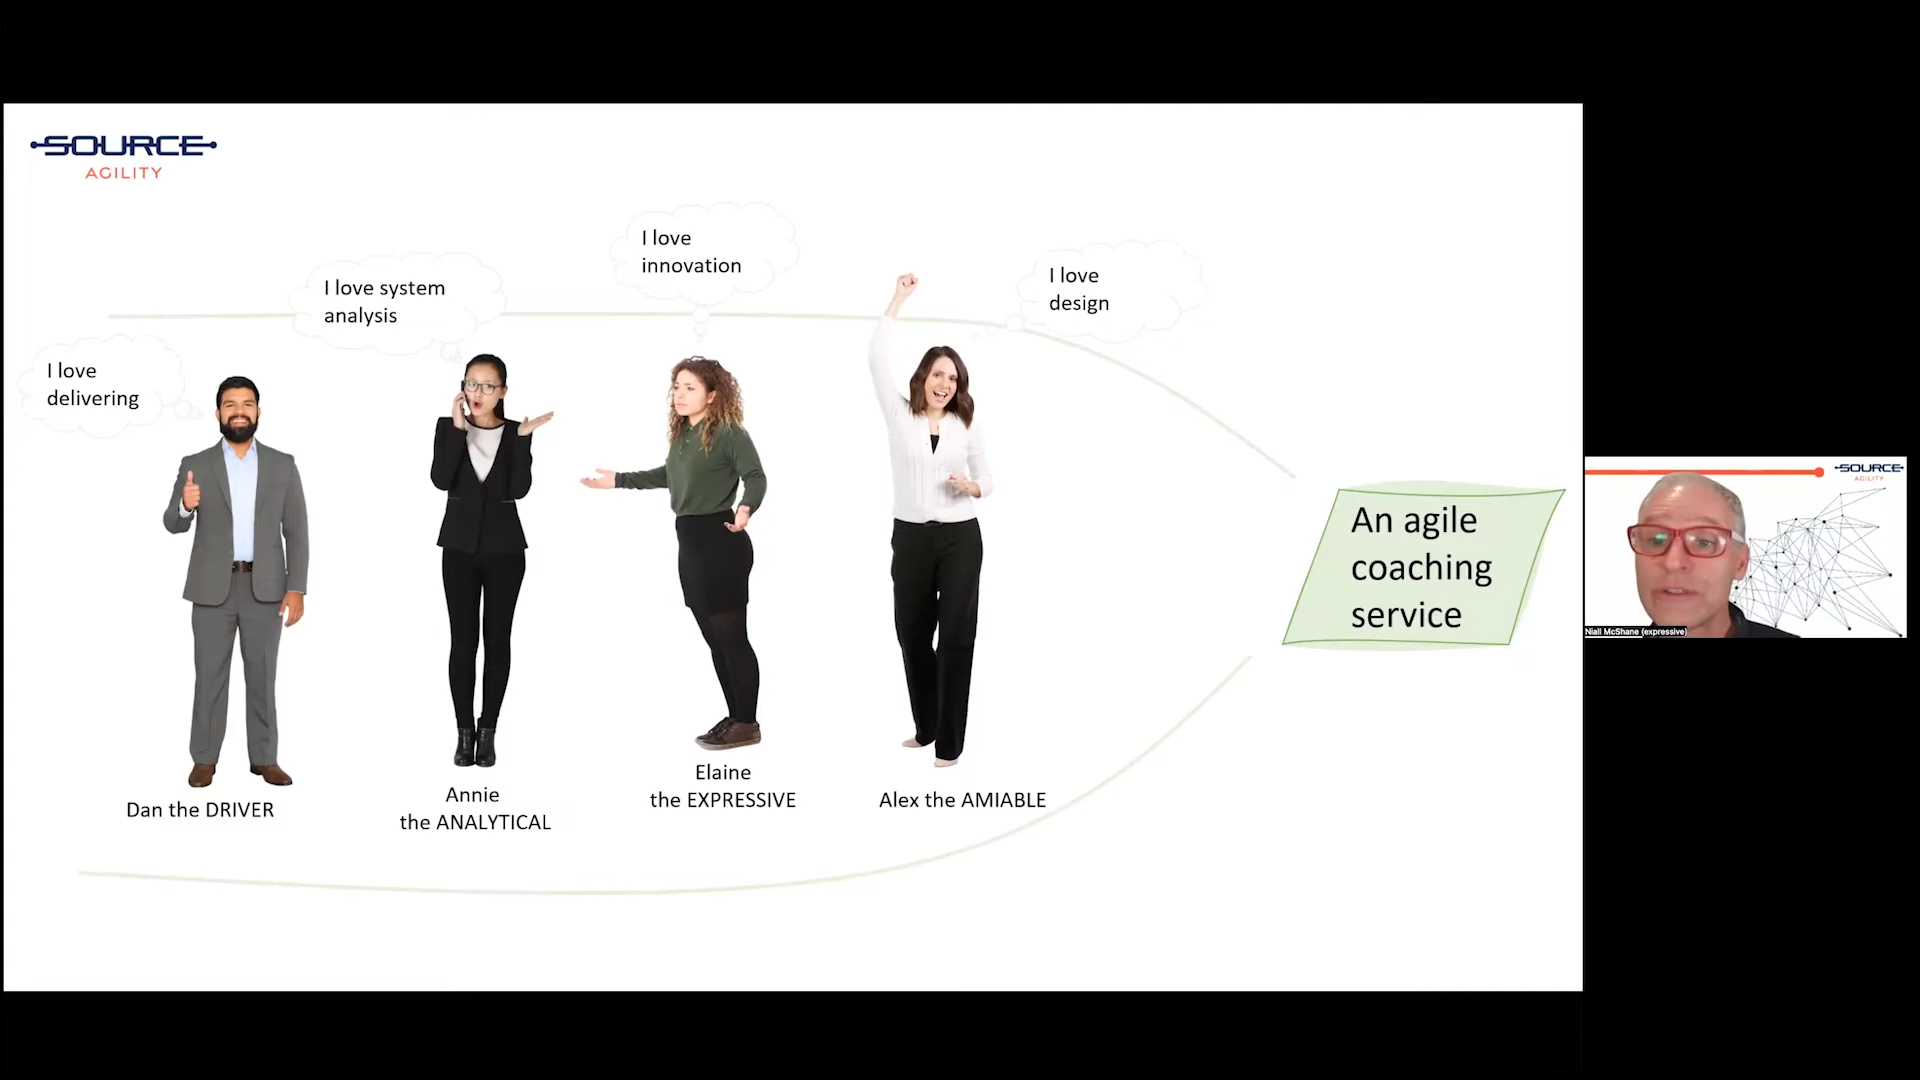 SOURCE
AGILITY
I love
delivering
I love system
analysis
I love
innovation
I love
design
Dan the DRIVER
Annie
the ANALYTICAL
Elaine
the EXPRESSIVE
Alex the AMIABLE
An agile
coaching
service
SOURCE
AGILITY
Niall McShane (expressive)